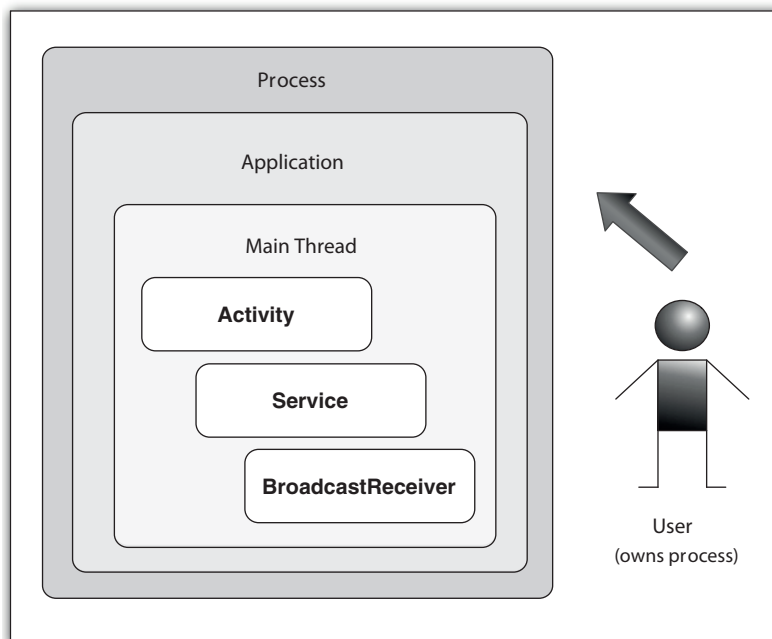 Process
Application
Main Thread
Activity
Service
BroadcastReceiver
User
(owns process)